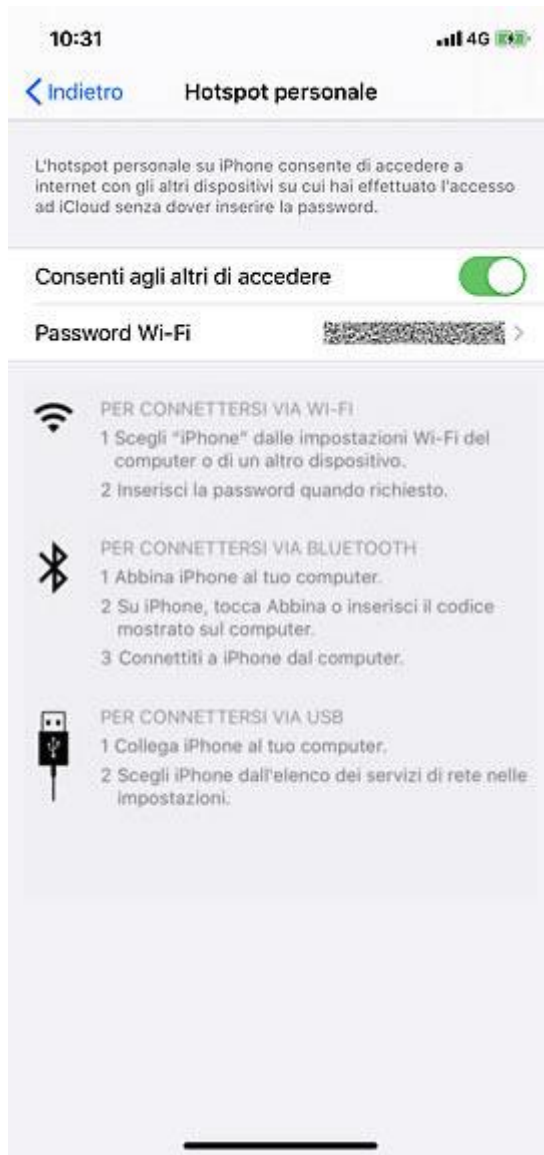 10:31
4G
Indietro
Hotspot personale
L'hotspot personale su iPhone consente di accedere a
internet con gli altri dispositivi su cui hai effettuato l'accesso
ad iCloud senza dover inserire la password.
Consenti agli altri di accedere
Password Wi-Fi
PER CONNETTERSI VIA WI-FI
1 Scegli "iPhone" dalle impostazioni Wi-Fi del
computer o di un altro dispositivo.
2 Inserisci la password quando richiesto.
PER CONNETTERSI VIA BLUETOOTH
1 Abbina iPhone al tuo computer.
2 Su iPhone, tocca Abbina o inserisci il codice
mostrato sul computer.
3 Connettiti a iPhone dal computer.
PER CONNETTERSI VIA USB
1 Collega iPhone al tuo computer.
2 Scegli iPhone dall'elenco dei servizi di rete nelle
impostazioni.